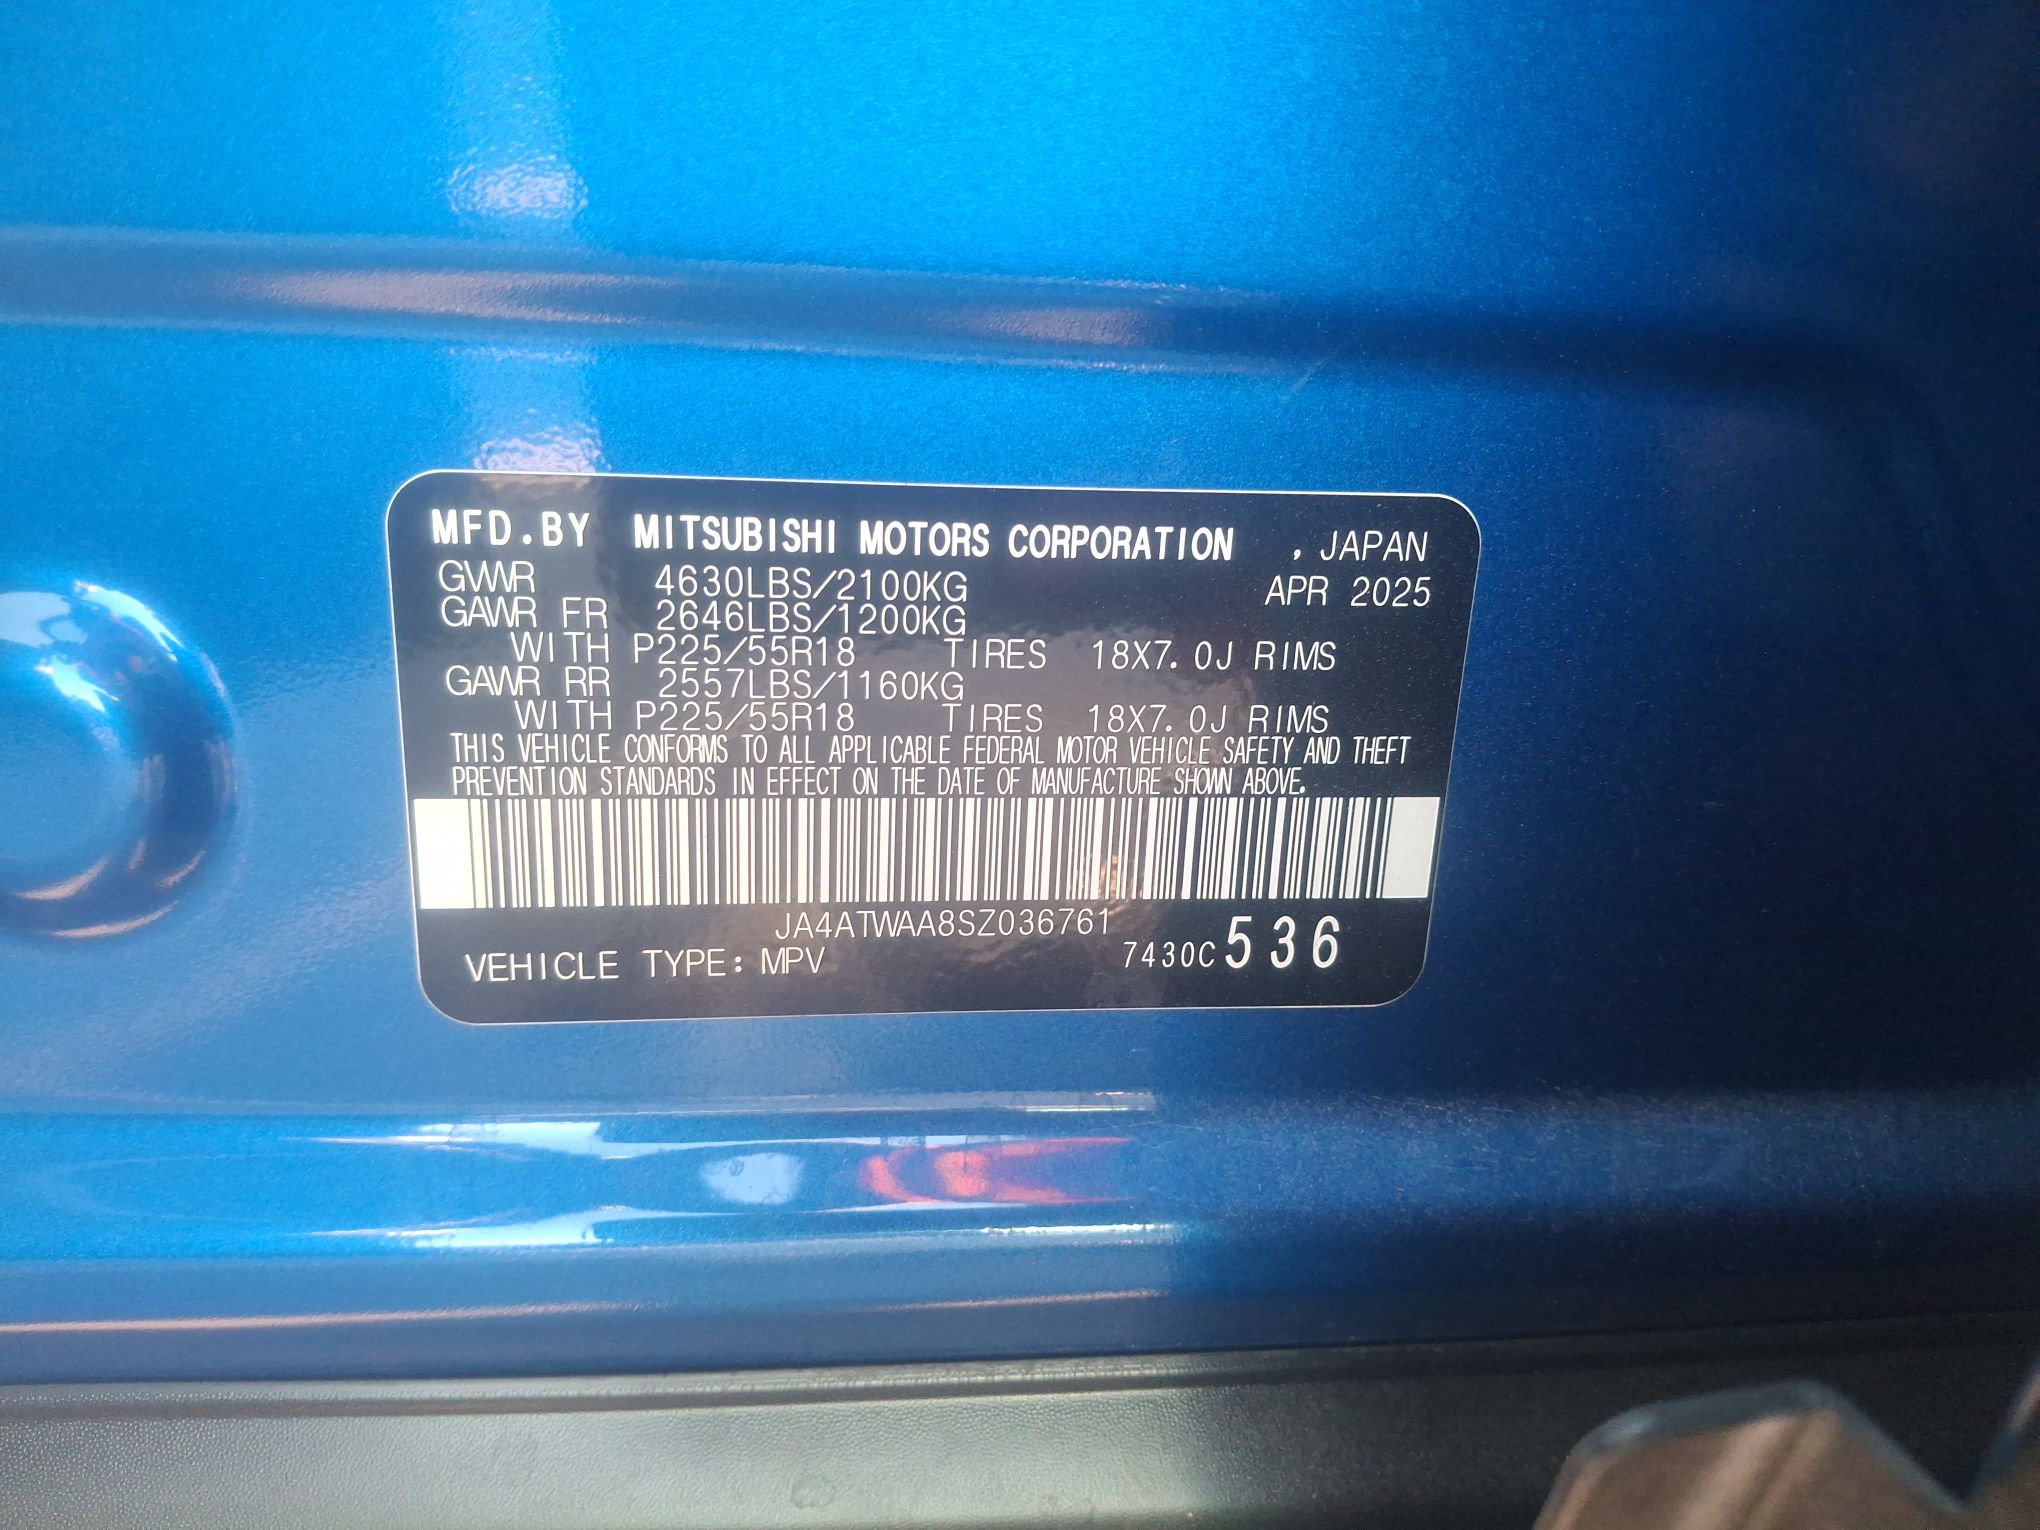 MFD.BY MITSUBISHI MOTORS CORPORATION , JAPAN
GVWR 4630LBS/2100KG APR 2025
GAWR FR 2646LBS/1200KG
WITH P225/55R18 TIRES 18X7.0J RIMS
GAWR RR 2557LBS/1160KG
WITH P225/55R18 TIRES 18X7.0J RIMS
THIS VEHICLE CONFORMS TO ALL APPLICABLE FEDERAL MOTOR VEHICLE SAFETY AND THEFT
PREVENTION STANDARDS IN EFFECT ON THE DATE OF MANUFACTURE SHOWN ABOVE.
JA4ATWAA8SZ036761
VEHICLE TYPE: MPV 7430C 536